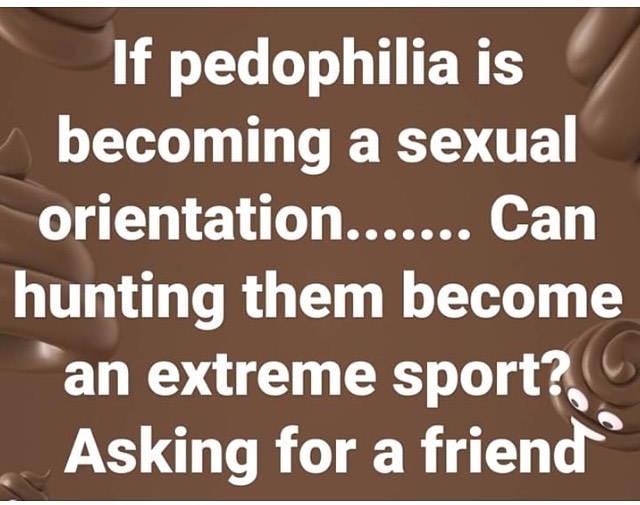 If pedophilia is
becoming a sexual
orientation....... Can
hunting them become
an extreme sport?
Asking for a friend